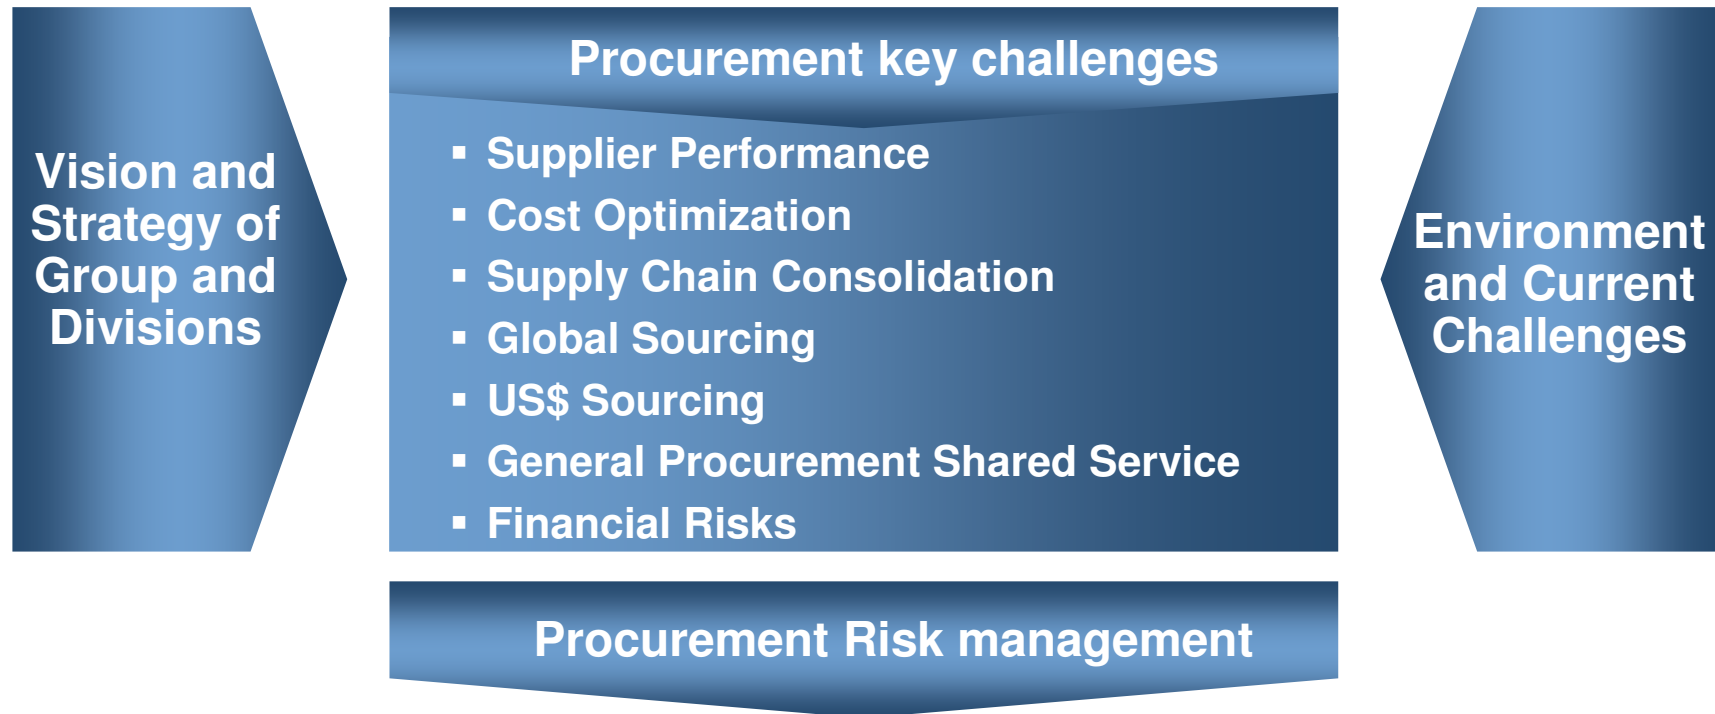 Procurement key challenges
Vision and
Strategy of
Group and
Divisions
▪ Supplier Performance
▪ Cost Optimization
▪ Supply Chain Consolidation
▪ Global Sourcing
▪ US$ Sourcing
▪ General Procurement Shared Service
▪ Financial Risks
Environment
and Current
Challenges
Procurement Risk management